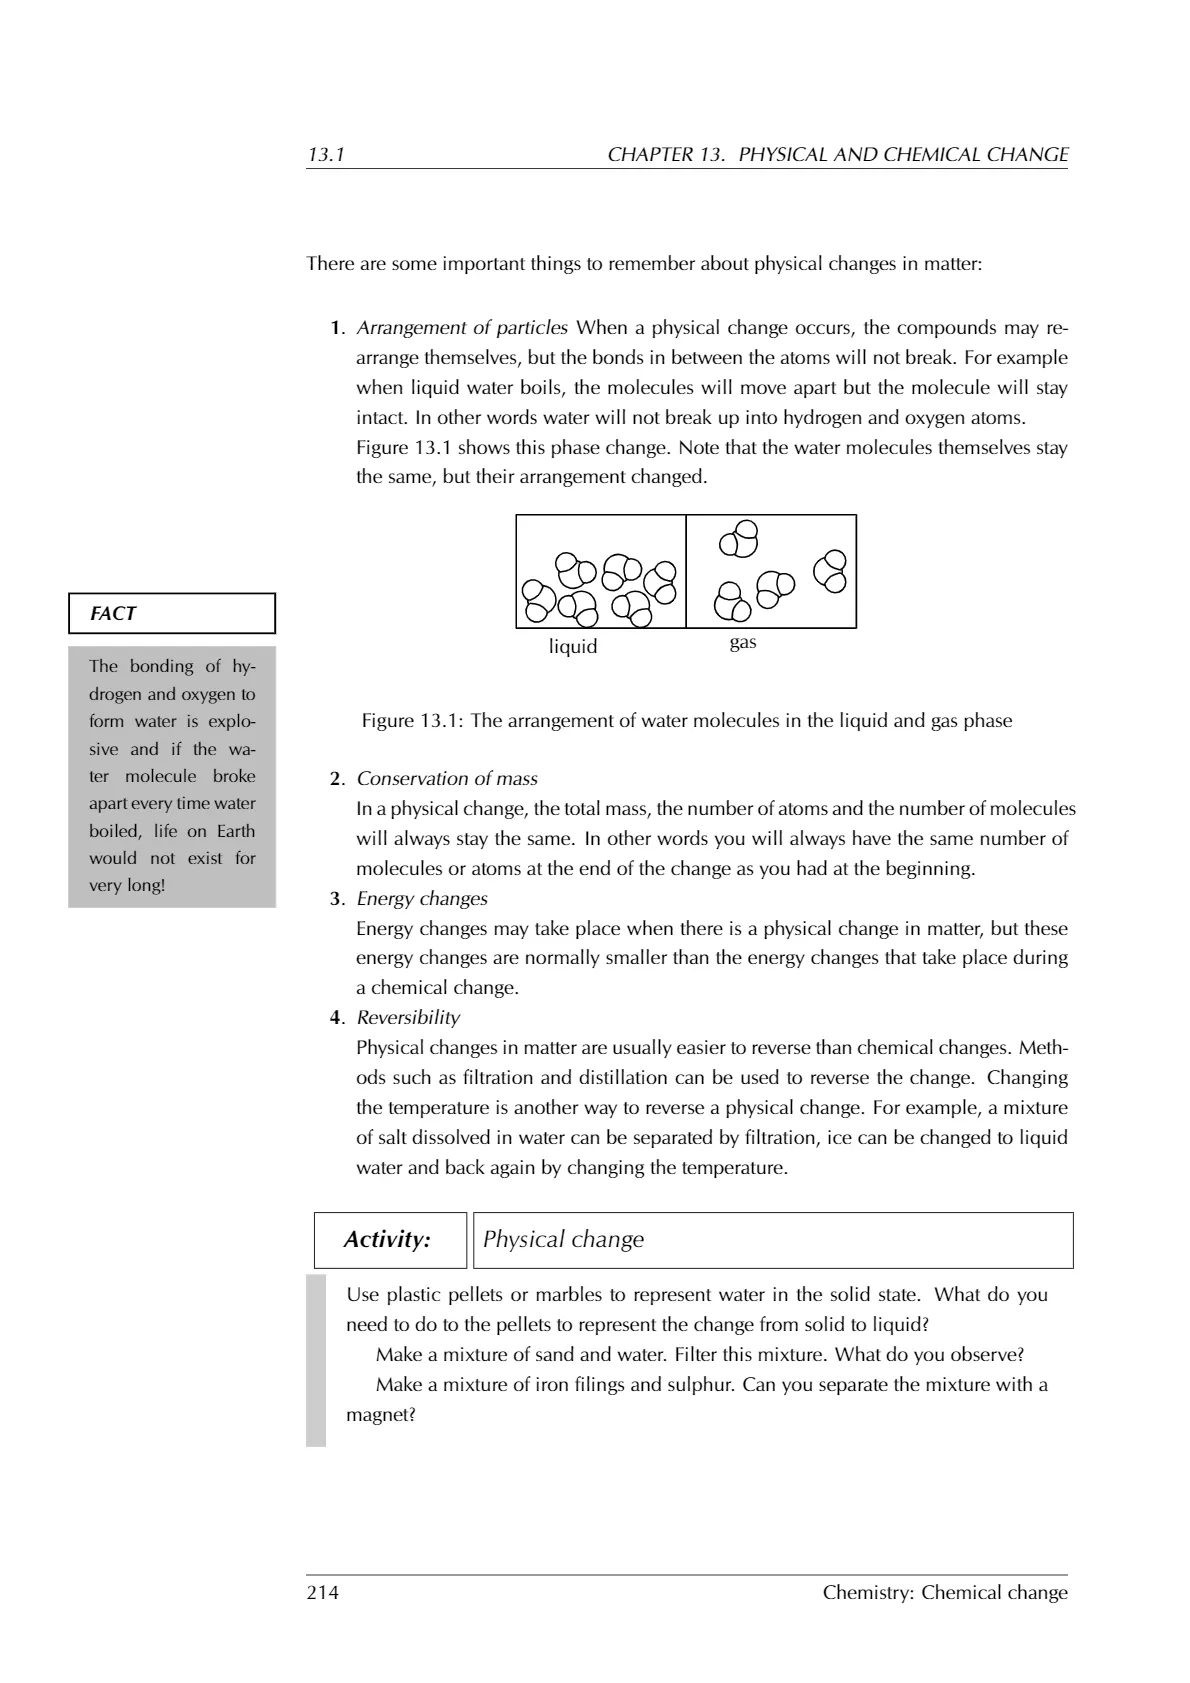 13.1 CHAPTER 13. PHYSICAL AND CHEMICAL CHANGE
There are some important things to remember about physical changes in matter:
1. Arrangement of particles When a physical change occurs, the compounds may re-
arrange themselves, but the bonds in between the atoms will not break. For example
when liquid water boils, the molecules will move apart but the molecule will stay
intact. In other words water will not break up into hydrogen and oxygen atoms.
Figure 13.1 shows this phase change. Note that the water molecules themselves stay
the same, but their arrangement changed.
liquid gas
Figure 13.1: The arrangement of water molecules in the liquid and gas phase
FACT
The bonding of hy-
drogen and oxygen to
form water is explo-
sive and if the wa-
ter molecule broke
apart every time water
boiled, life on Earth
would not exist for
very long!
2. Conservation of mass
In a physical change, the total mass, the number of atoms and the number of molecules
will always stay the same. In other words you will always have the same number of
molecules or atoms at the end of the change as you had at the beginning.
3. Energy changes
Energy changes may take place when there is a physical change in matter, but these
energy changes are normally smaller than the energy changes that take place during
a chemical change.
4. Reversibility
Physical changes in matter are usually easier to reverse than chemical changes. Meth-
ods such as filtration and distillation can be used to reverse the change. Changing
the temperature is another way to reverse a physical change. For example, a mixture
of salt dissolved in water can be separated by filtration, ice can be changed to liquid
water and back again by changing the temperature.
Activity: Physical change
Use plastic pellets or marbles to represent water in the solid state. What do you
need to do to the pellets to represent the change from solid to liquid?
Make a mixture of sand and water. Filter this mixture. What do you observe?
Make a mixture of iron filings and sulphur. Can you separate the mixture with a
magnet?
214 Chemistry: Chemical change